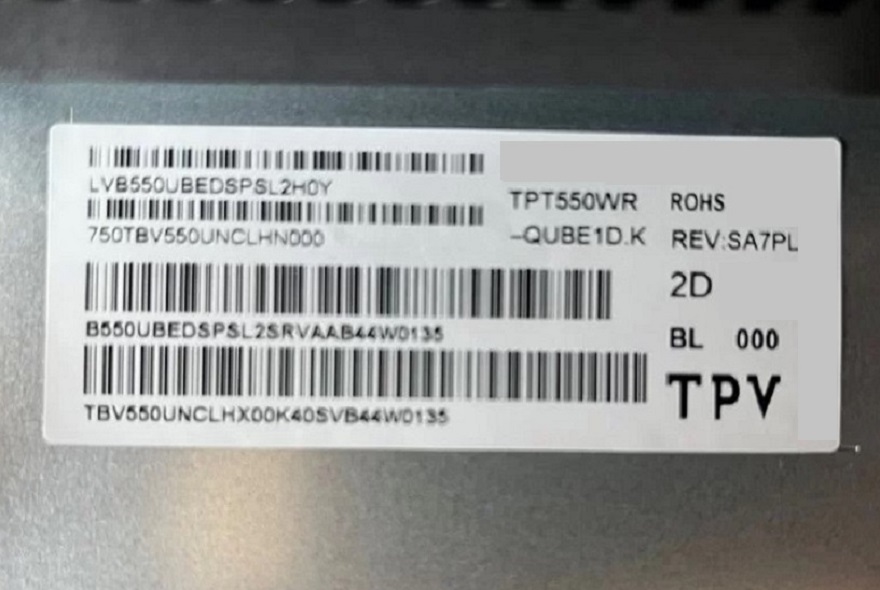 LVB550UBEDSPSL2H0Y
750TBV550UNCLHN000
TPT550WR
-QUBE1D.K
ROHS
REV:SA7PL
2D
BL 000
B550UBEDSPSL2SRVAAB44W0135
TBV550UNCLHX00K40SVB44W0135
TPV